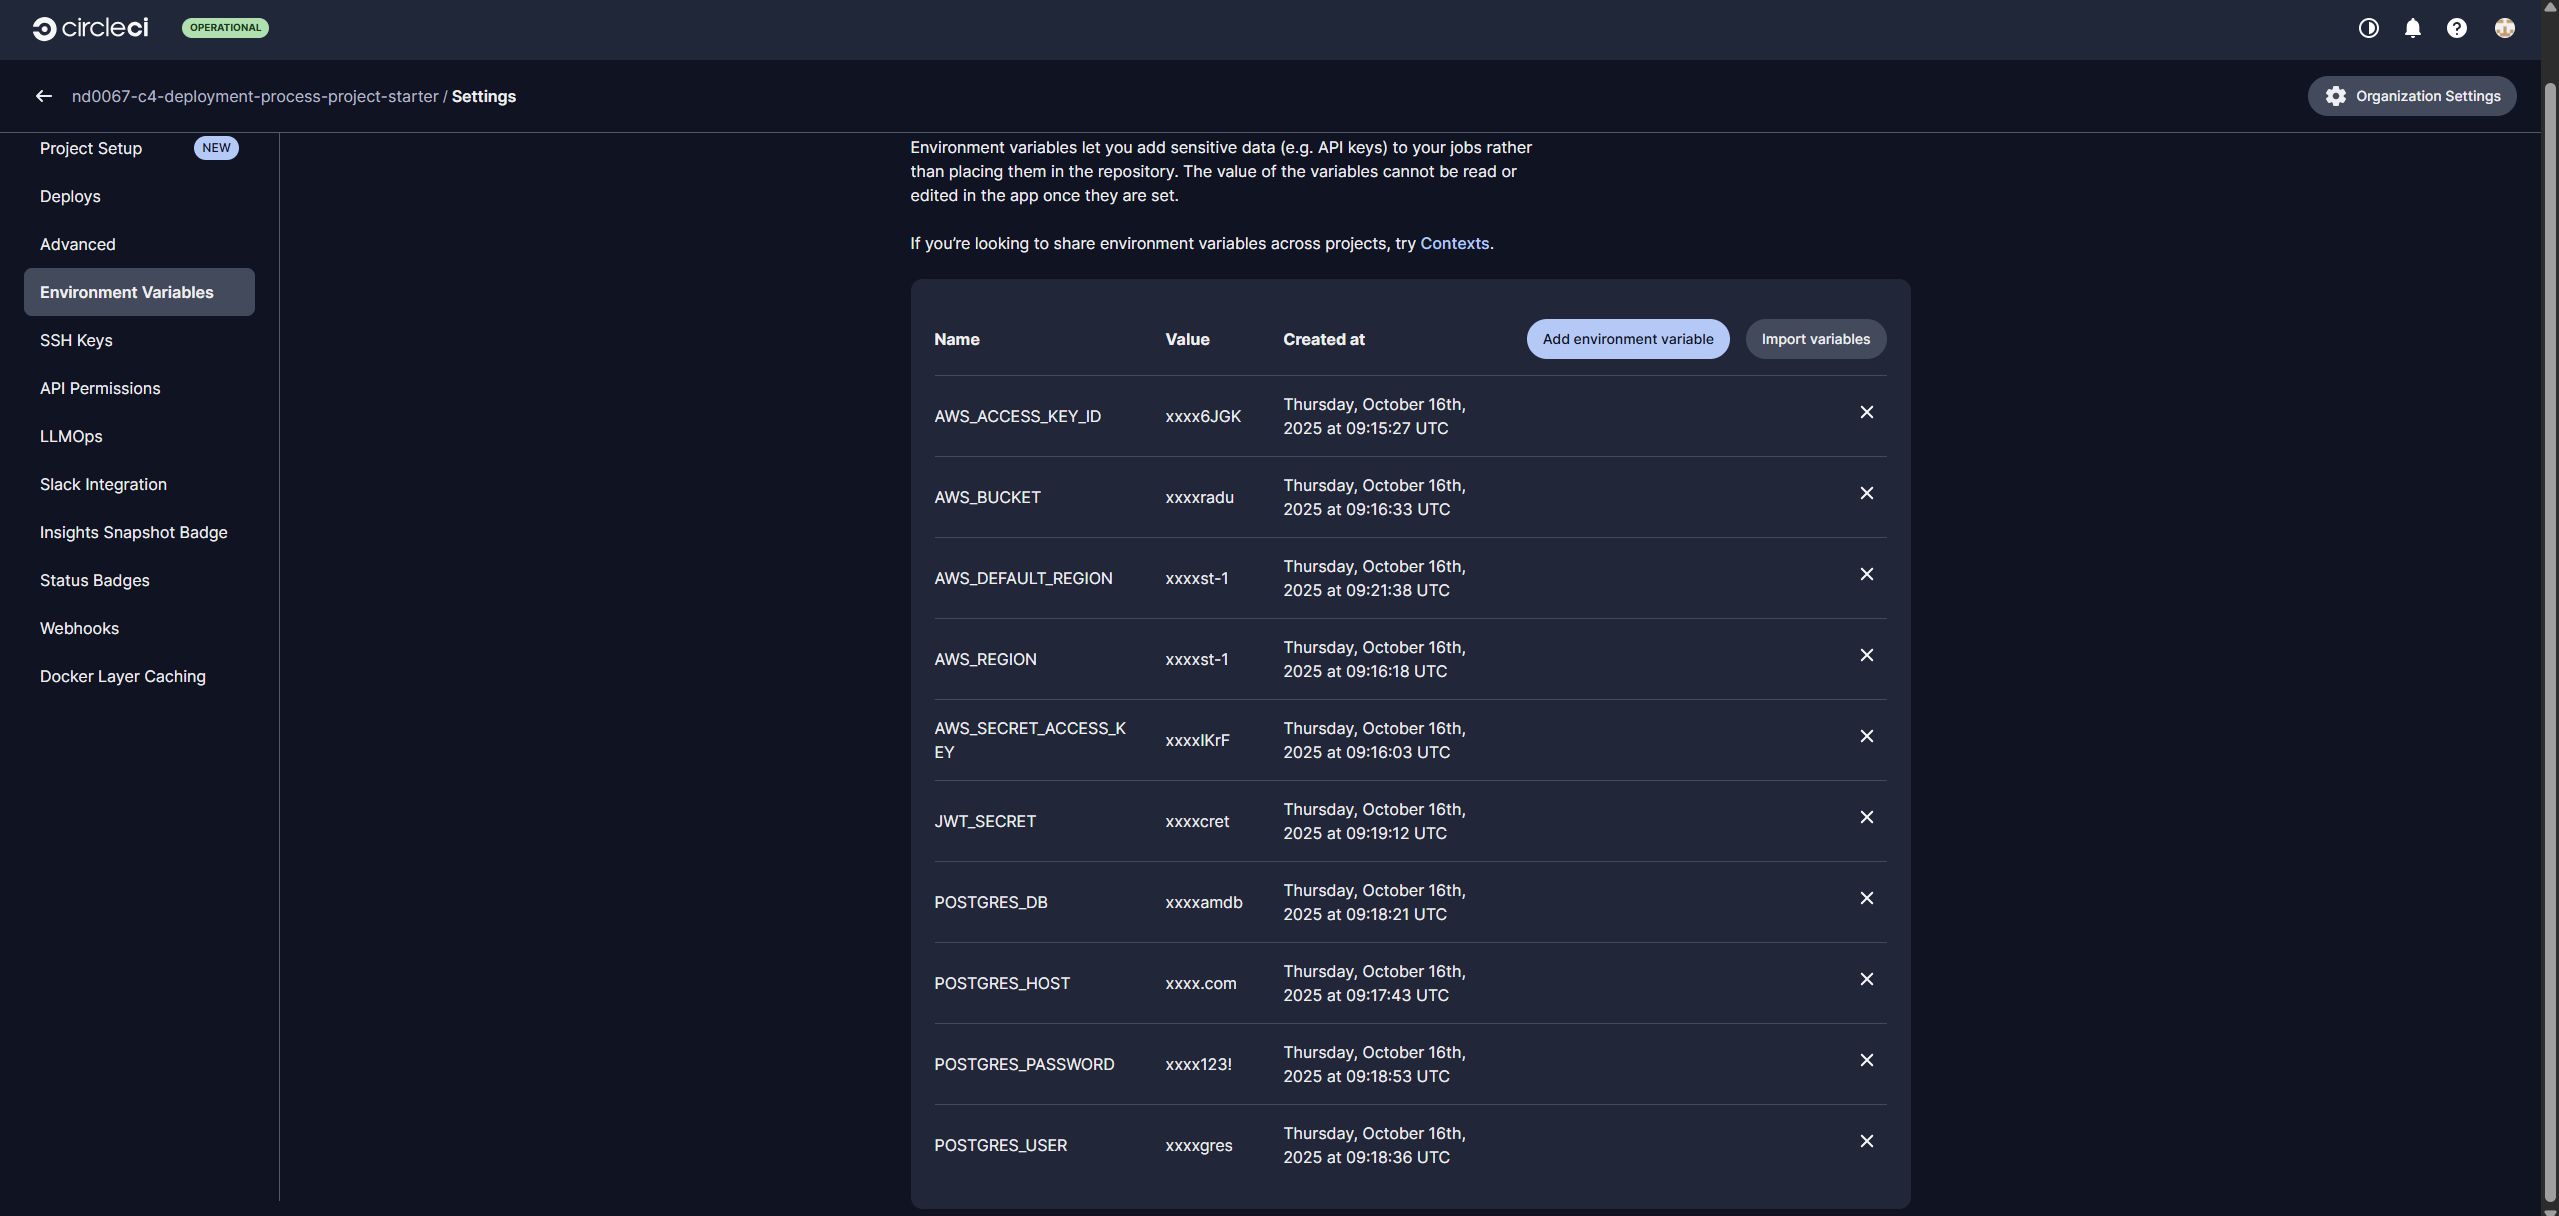 circleci
OPERATIONAL
nd0067-c4-deployment-process-project-starter / Settings
Organization Settings
Project Setup
NEW
Deploys
Advanced
Environment Variables
SSH Keys
API Permissions
LLMOps
Slack Integration
Insights Snapshot Badge
Status Badges
Webhooks
Docker Layer Caching
Environment variables let you add sensitive data (e.g. API keys) to your jobs rather
than placing them in the repository. The value of the variables cannot be read or
edited in the app once they are set.
If you’re looking to share environment variables across projects, try Contexts.
Name Value Created at Add environment variable Import variables
AWS_ACCESS_KEY_ID xxxx6JGK Thursday, October 16th,
2025 at 09:15:27 UTC
AWS_BUCKET xxxxradu Thursday, October 16th,
2025 at 09:16:33 UTC
AWS_DEFAULT_REGION xxxxst-1 Thursday, October 16th,
2025 at 09:21:38 UTC
AWS_REGION xxxxst-1 Thursday, October 16th,
2025 at 09:16:18 UTC
AWS_SECRET_ACCESS_K
EY
xxxxIKrF Thursday, October 16th,
2025 at 09:16:03 UTC
JWT_SECRET xxxxcret Thursday, October 16th,
2025 at 09:19:12 UTC
POSTGRES_DB xxxxamdb Thursday, October 16th,
2025 at 09:18:21 UTC
POSTGRES_HOST xxxx.com Thursday, October 16th,
2025 at 09:17:43 UTC
POSTGRES_PASSWORD xxxx123! Thursday, October 16th,
2025 at 09:18:53 UTC
POSTGRES_USER xxxxgres Thursday, October 16th,
2025 at 09:18:36 UTC